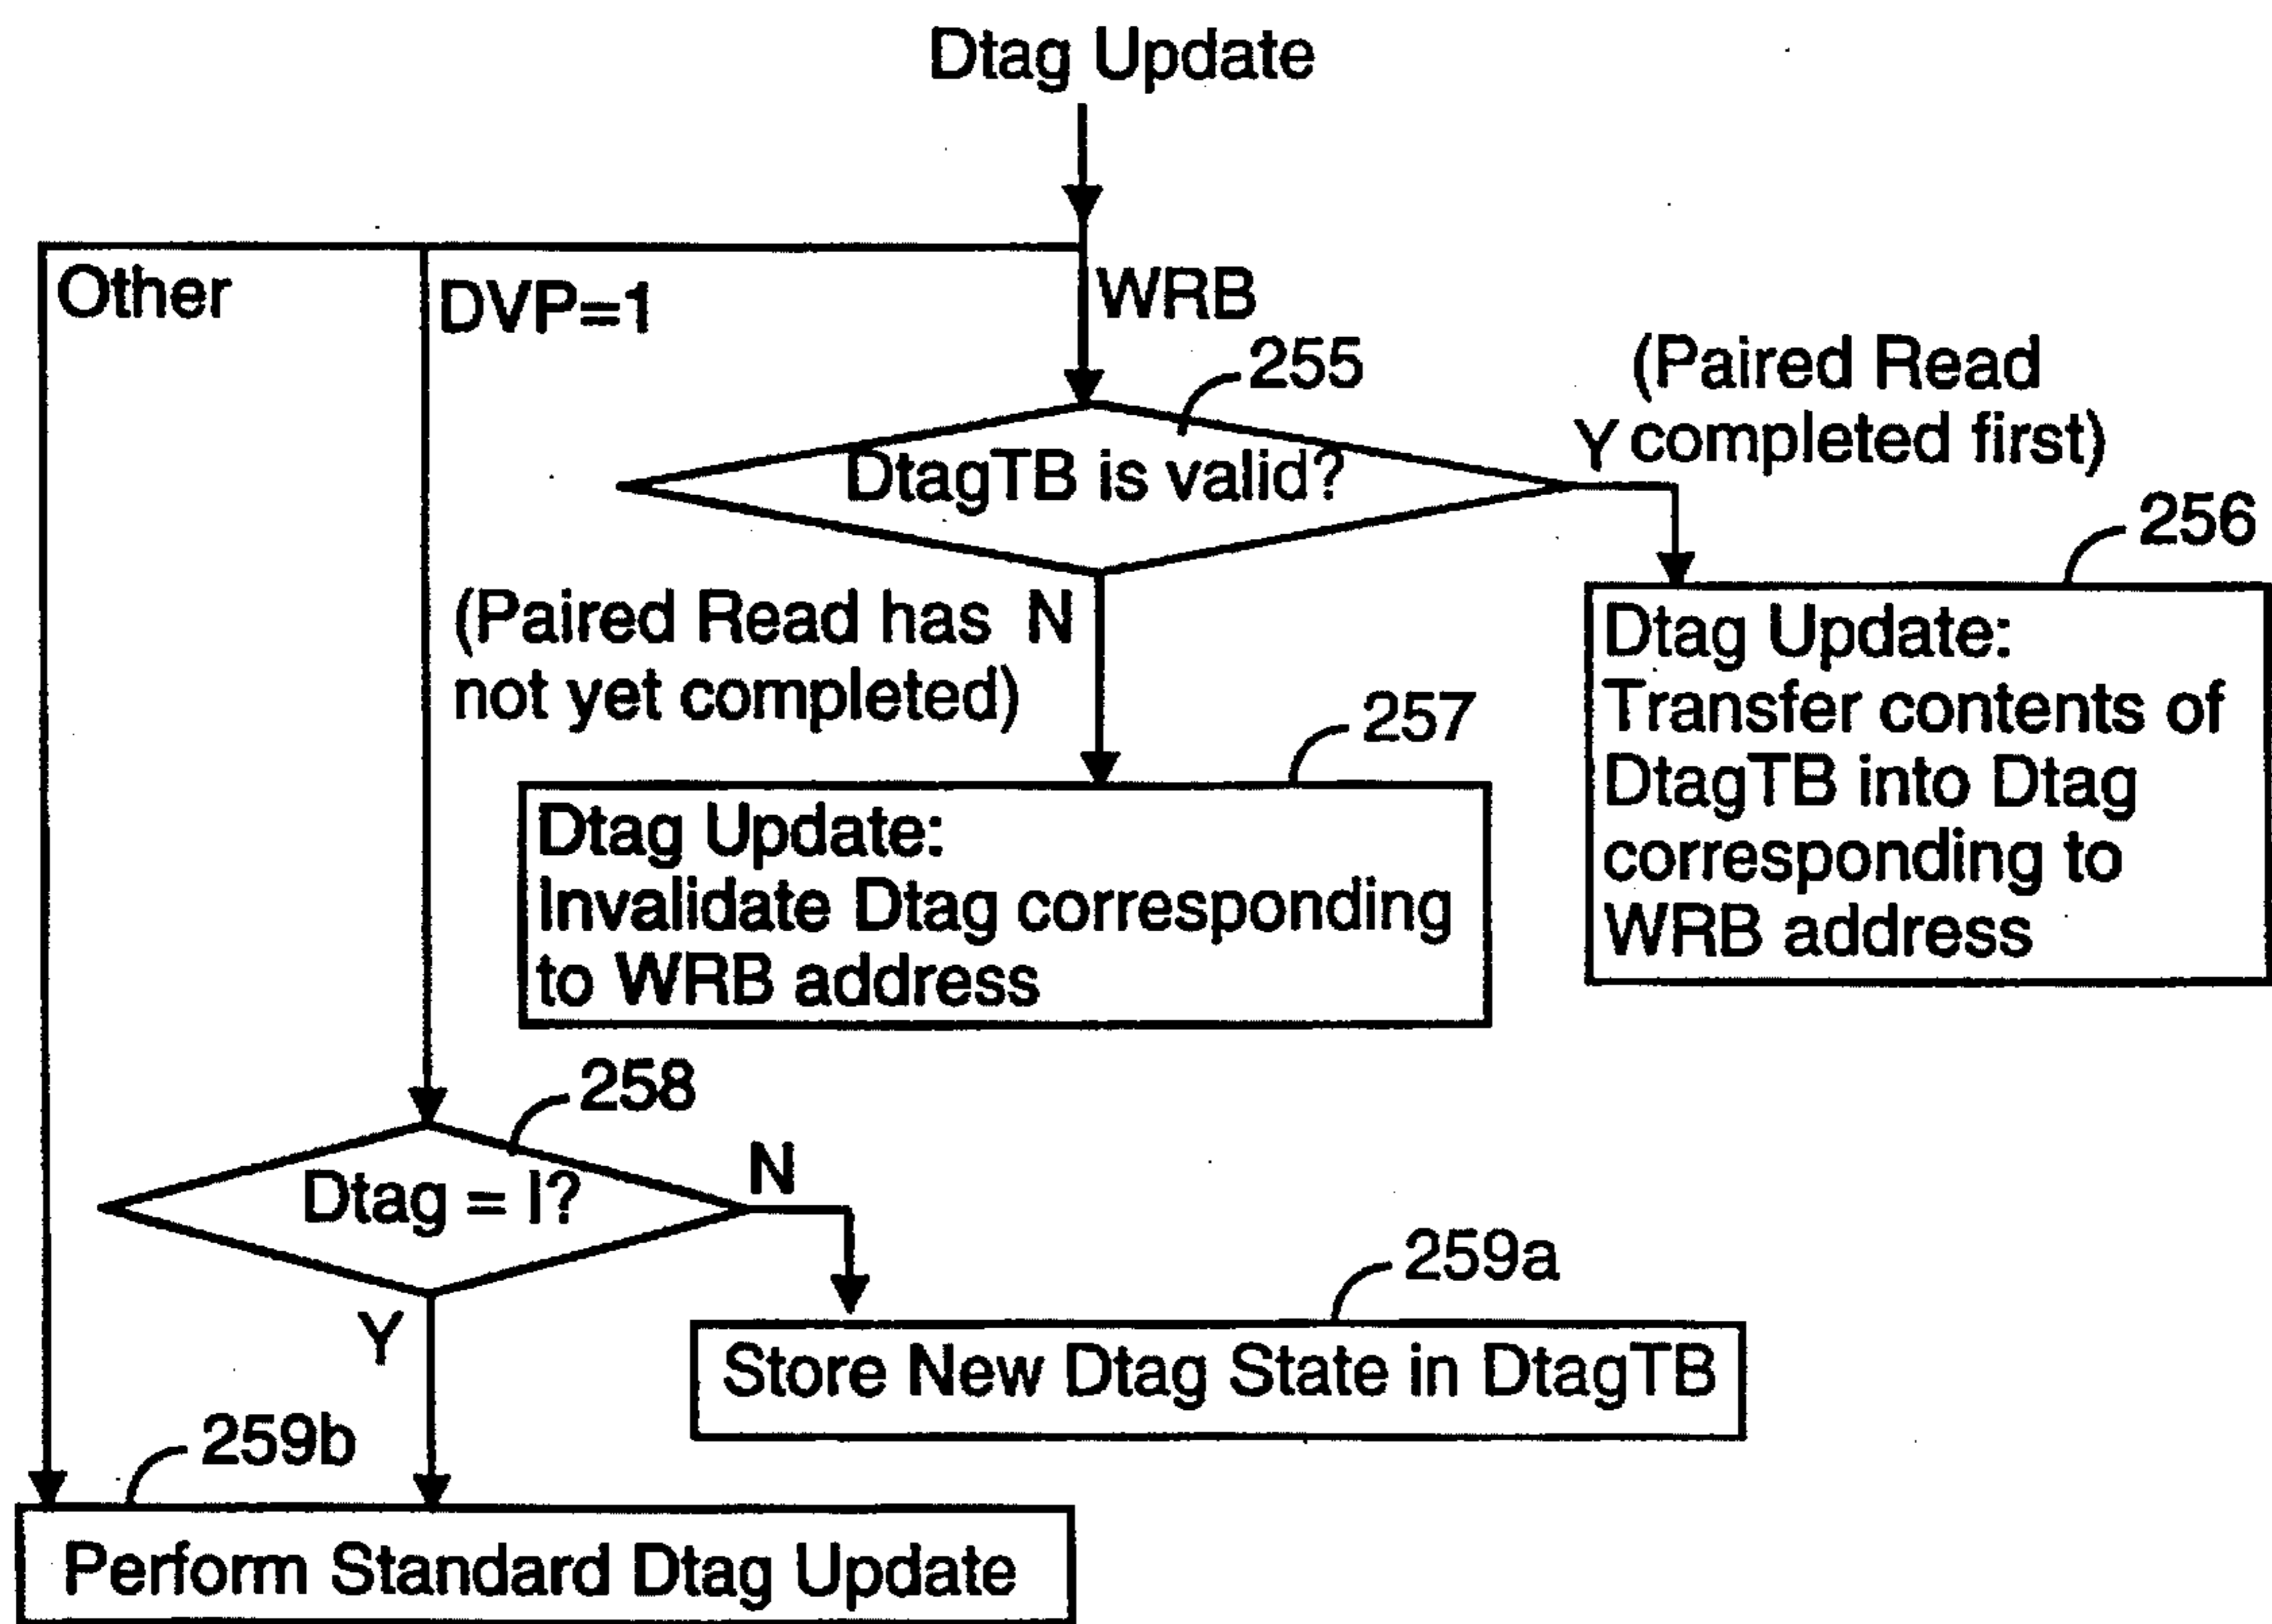 Dtag Update
Other
DVP=1
WRB
255
DtagTB is valid?
(Paired Read
Y completed first)
256
Dtag Update:
Transfer contents of
DtagTB into Dtag
corresponding to
WRB address
(Paired Read has N
not yet completed)
257
Dtag Update:
Invalidate Dtag corresponding
to WRB address
258
Dtag = I?
N
Y
259a
Store New Dtag State in DtagTB
259b
Perform Standard Dtag Update